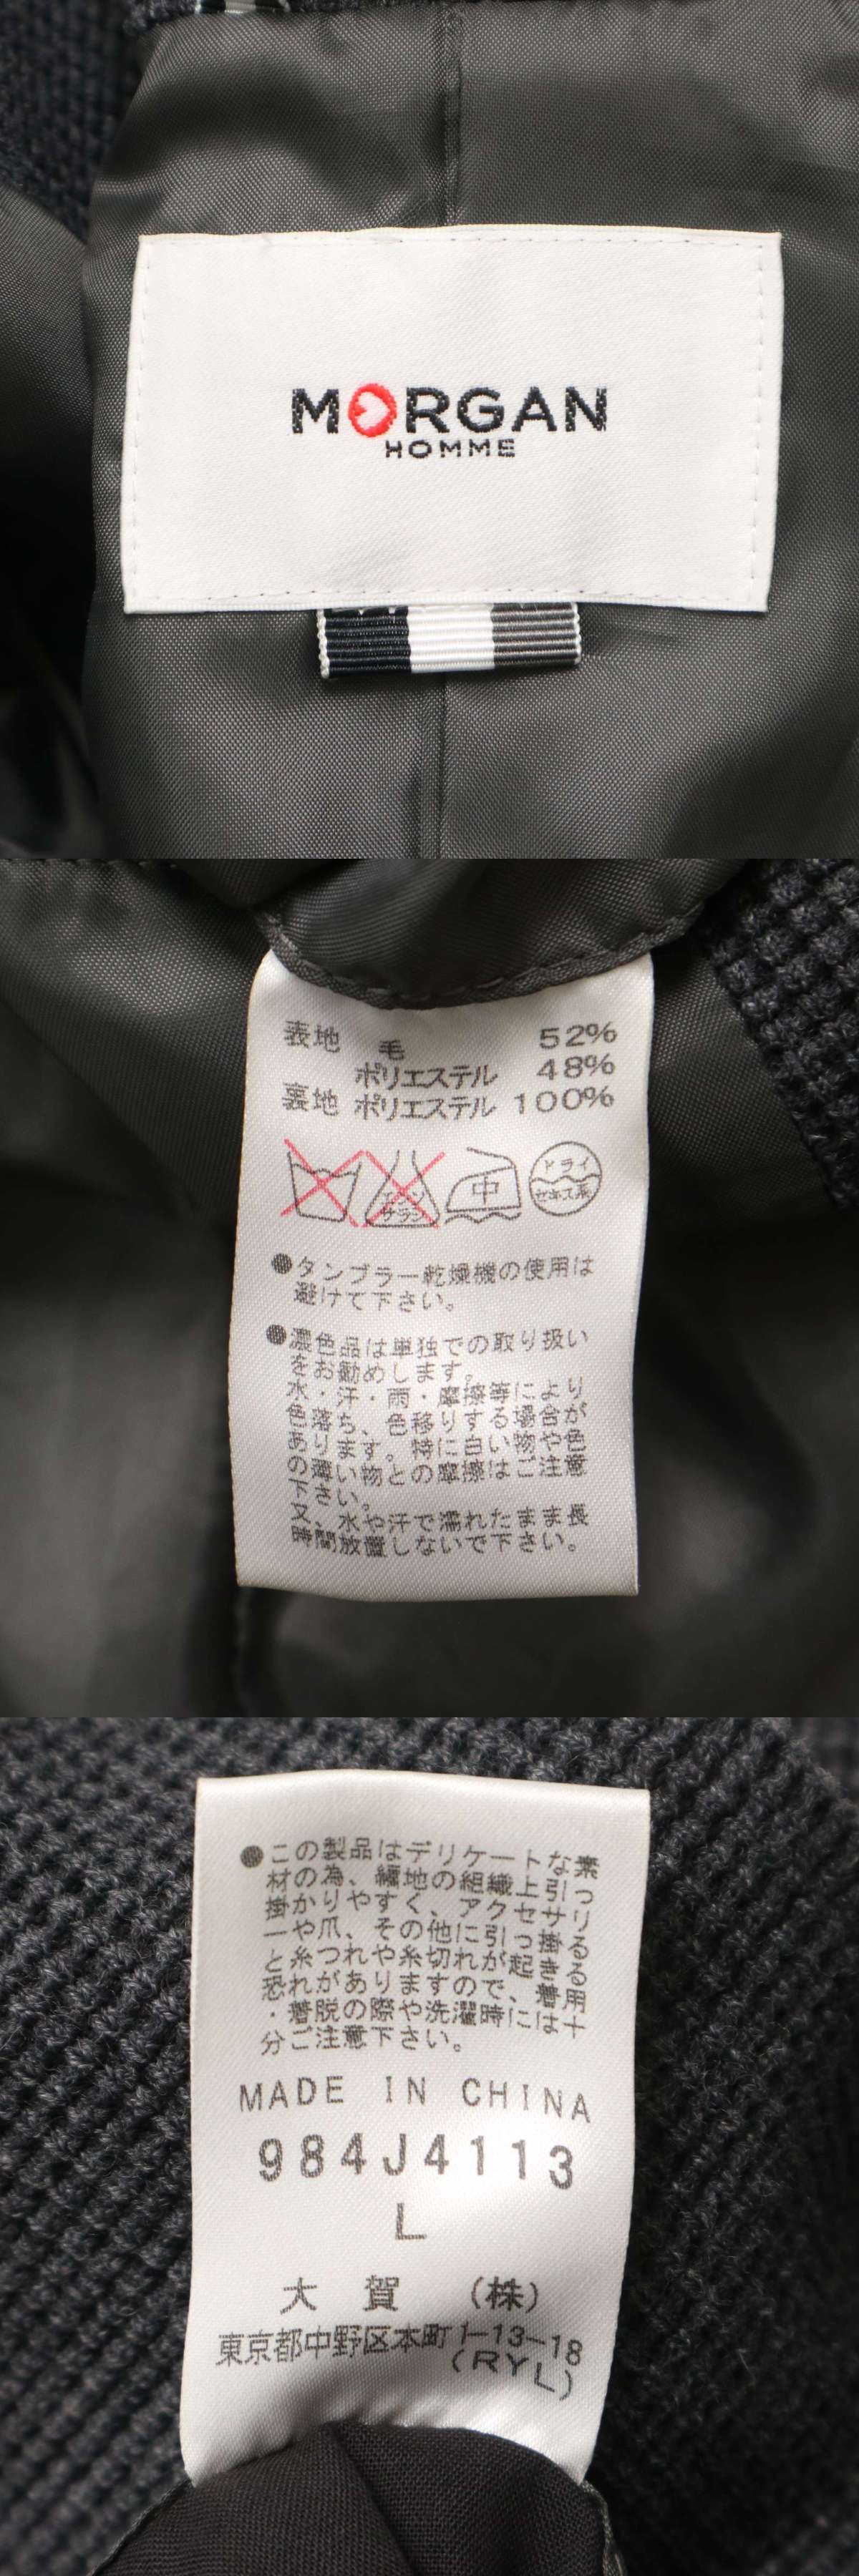 MORGAN
HOMME
表地 毛 52%
ポリエステル 48%
裏地 ポリエステル 100%
エンソ
サラシ
中
ドライ
セキユ系
●タンブラー乾燥機の使用は
避けて下さい。
●濃色品は単独での取り扱い
をお勧めします。
水・汗・雨・摩擦等により
色落ち、色移りする場合が
あります。特に白い物や色
の薄い物との摩擦はご注意
下さい。
又、水や汗で濡れたまま長
時間放置しないで下さい。
●この製品はデリケートな素
材の為、編地の組織上引っ
掛かりやすく、アクセサリ
ーや爪、その他に引っ掛る
と糸つれや糸切れが起きる
恐れがありますので、着用
・着脱の際や洗濯時には十
分ご注意下さい。
MADE IN CHINA
984J4113
L
大賀 (株)
東京都中野区本町1-13-18
(RYL)